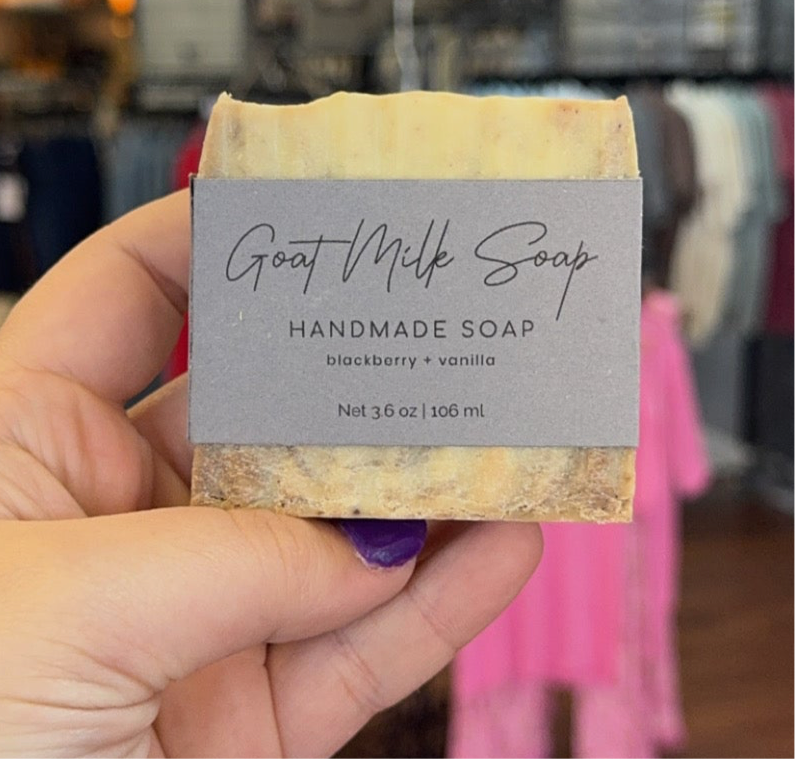 Goat Milk Soap
HANDMADE SOAP
blackberry + vanilla
Net 3.6 oz | 106 ml